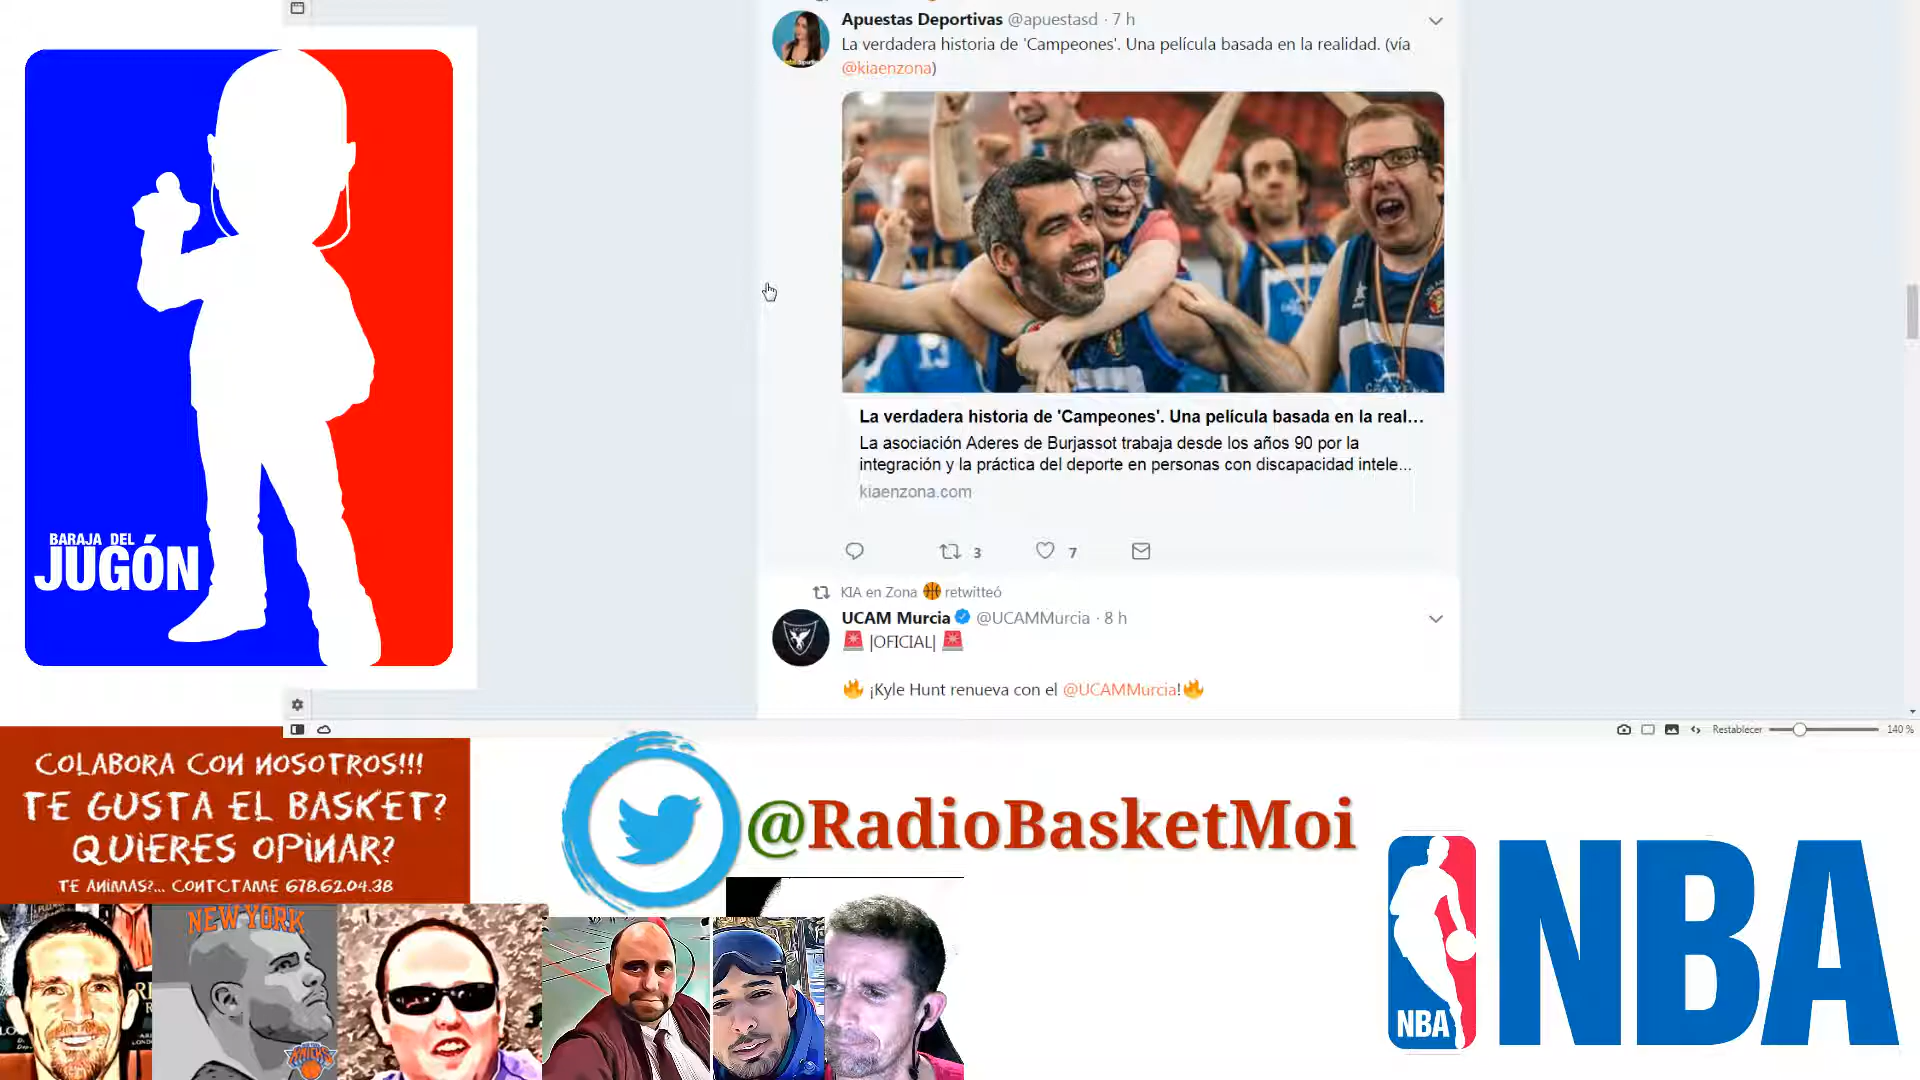 Apuestas Deportivas @apuestasd · 7 h
La verdadera historia de 'Campeones'. Una película basada en la realidad. (vía
@kiaenzona)
La verdadera historia de 'Campeones'. Una película basada en la real...
La asociación Aderes de Burjassot trabaja desde los años 90 por la
integración y la práctica del deporte en personas con discapacidad intele...
kiaenzona.com
3 7
KIA en Zona retwitteó
UCAM Murcia @UCAMMurcia · 8 h
|OFICIAL|
¡Kyle Hunt renueva con el @UCAMMurcia!
BARAJA DEL
JUGÓN
Restablecer 140 %
COLABORA CON NOSOTROS!!!
TE GUSTA EL BASKET?
QUIERES OPINAR?
TE ANIMAS?... CONTCTAME 678.62.04.38
@RadioBasketMoi
NEW YORK
KNICKS
NBA
NBA